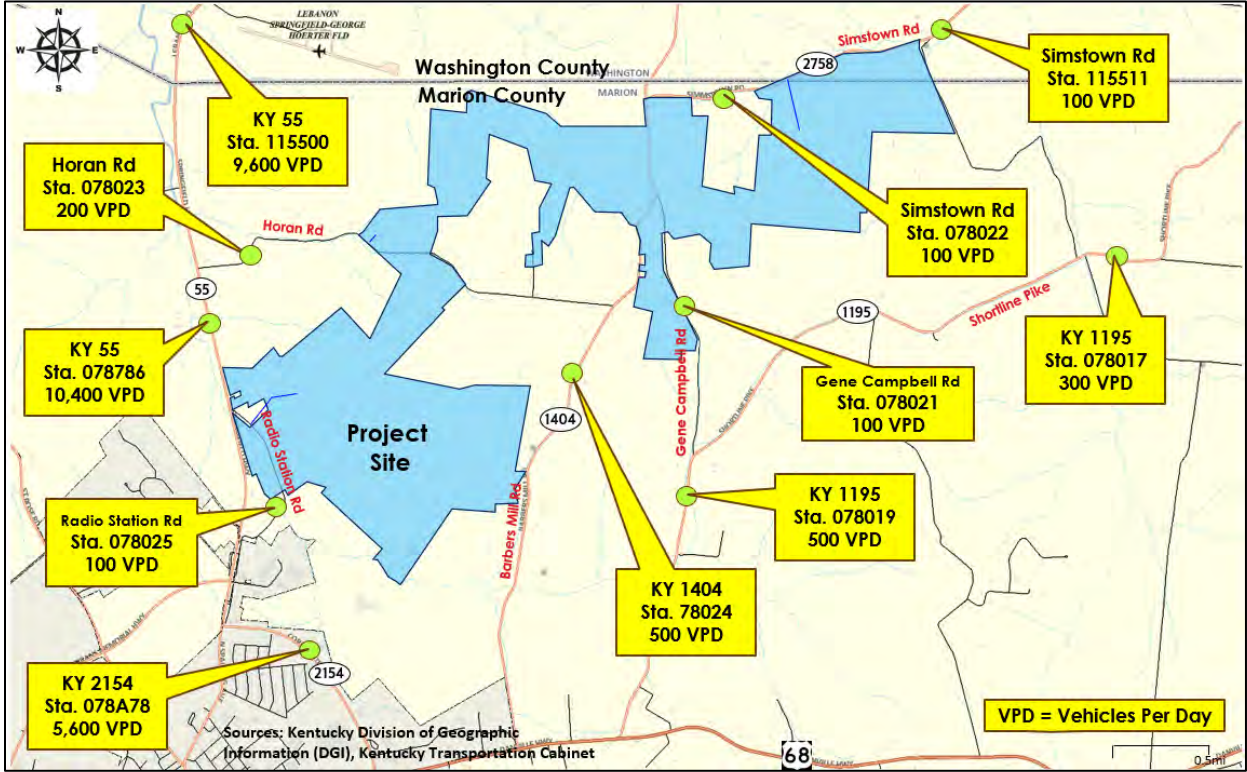 N
W
E
S
LEBANON
SPRINGFIELD-GEORGE
HOERTER FLD
Washington County
WASHINGTON
Marion County
MARION
Simstown Rd
2758
Simstown Rd
Sta. 115511
100 VPD
KY 55
Sta. 115500
9,600 VPD
Horan Rd
Sta. 078023
200 VPD
Horan Rd
Simstown Rd
Sta. 078022
100 VPD
55
KY 55
Sta. 078786
10,400 VPD
1195
Shortline Pike
SHORTLINE PIKE
KY 1195
Sta. 078017
300 VPD
Gene Campbell Rd
Sta. 078021
100 VPD
Gene Campbell Rd
1404
Project
Site
Radio Station Rd
Radio Station Rd
Sta. 078025
100 VPD
Barbers Mill Rd
BARBERS MILL RD
KY 1195
Sta. 078019
500 VPD
KY 1404
Sta. 78024
500 VPD
KY 2154
Sta. 078A78
5,600 VPD
2154
Sources: Kentucky Division of Geographic
Information (DGI), Kentucky Transportation Cabinet
68
VPD = Vehicles Per Day
0.5mi